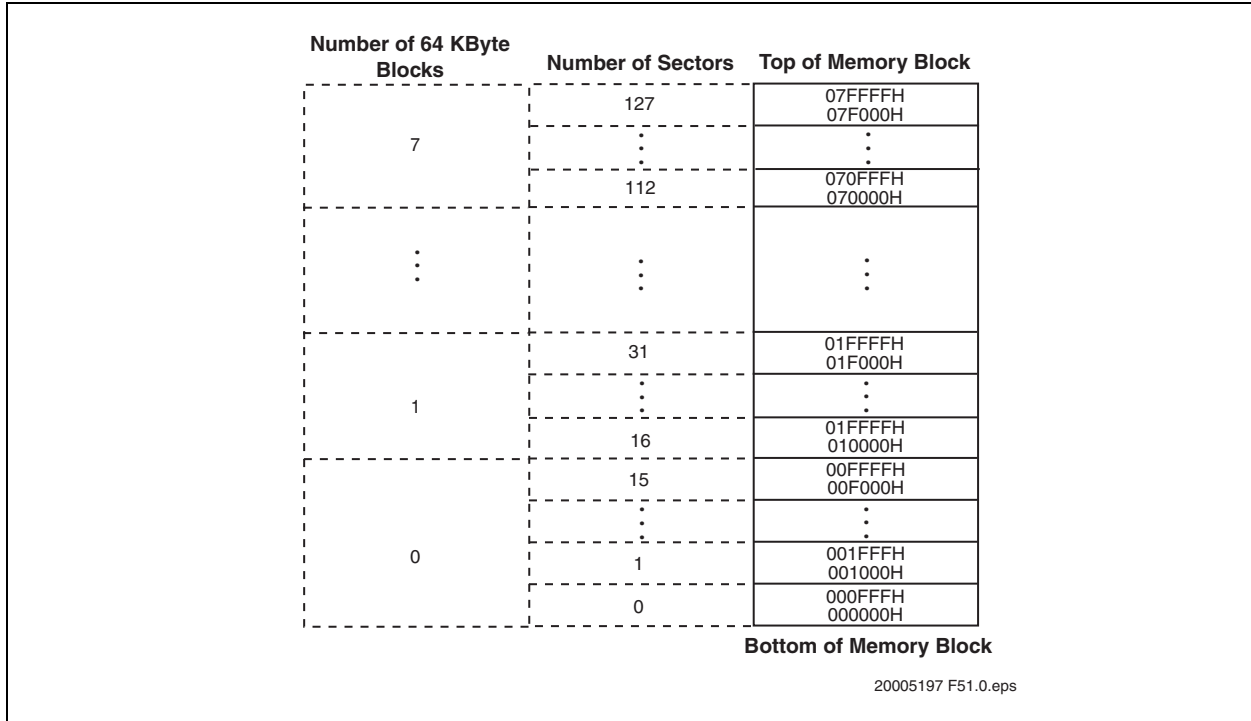 Number of 64 KByte
Blocks
Number of Sectors
Top of Memory Block
7
127
07FFFFH
07F000H
112
070FFFH
070000H
1
31
01FFFFH
01F000H
16
01FFFFH
010000H
0
15
00FFFFH
00F000H
1
001FFFH
001000H
0
000FFFH
000000H
Bottom of Memory Block
20005197 F51.0.eps